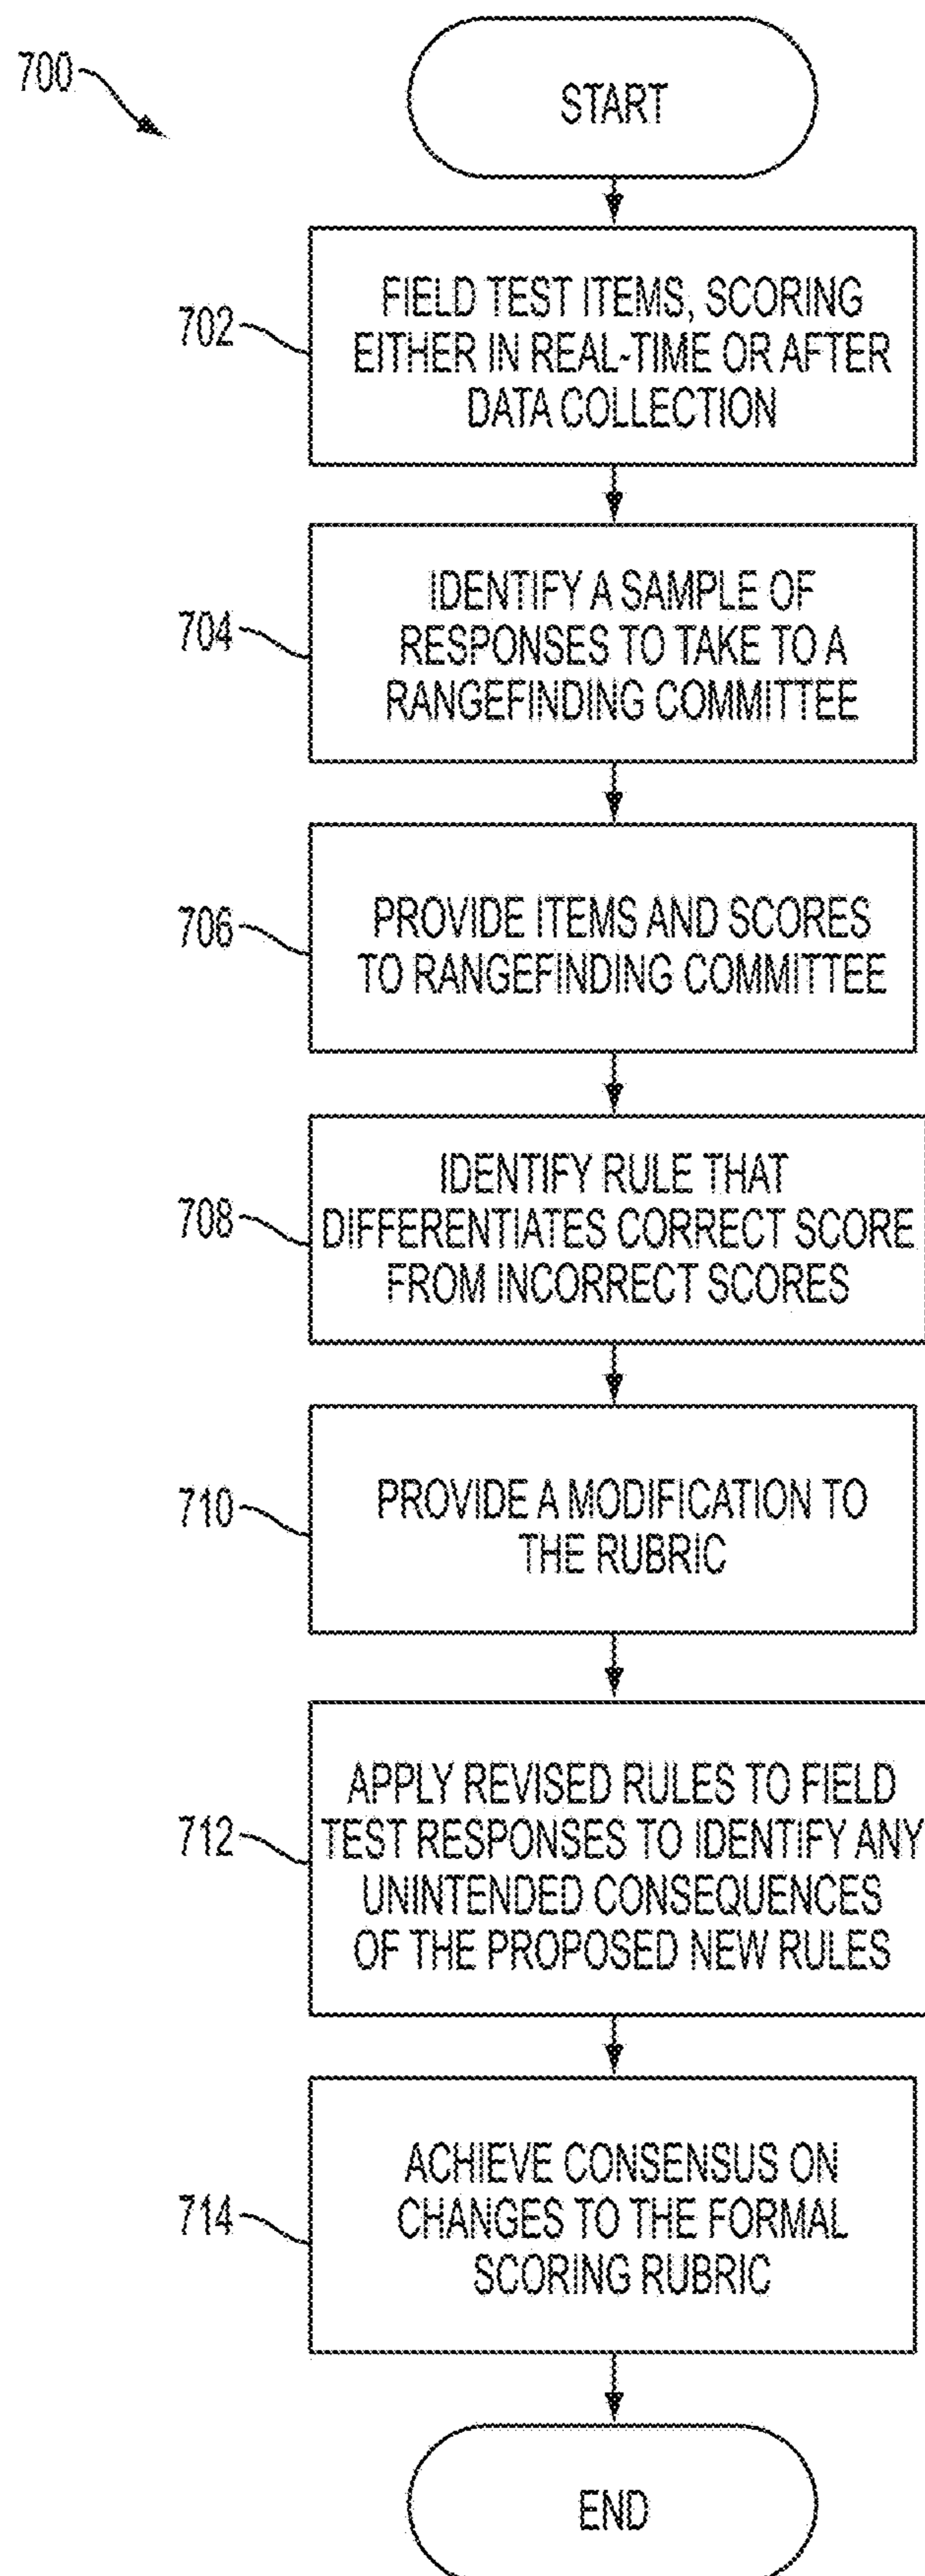 700
START
702
FIELD TEST ITEMS, SCORING
EITHER IN REAL-TIME OR AFTER
DATA COLLECTION
704
IDENTIFY A SAMPLE OF
RESPONSES TO TAKE TO A
RANGEFINDING COMMITTEE
706
PROVIDE ITEMS AND SCORES
TO RANGEFINDING COMMITTEE
708
IDENTIFY RULE THAT
DIFFERENTIATES CORRECT SCORE
FROM INCORRECT SCORES
710
PROVIDE A MODIFICATION TO
THE RUBRIC
712
APPLY REVISED RULES TO FIELD
TEST RESPONSES TO IDENTIFY ANY
UNINTENDED CONSEQUENCES
OF THE PROPOSED NEW RULES
714
ACHIEVE CONSENSUS ON
CHANGES TO THE FORMAL
SCORING RUBRIC
END